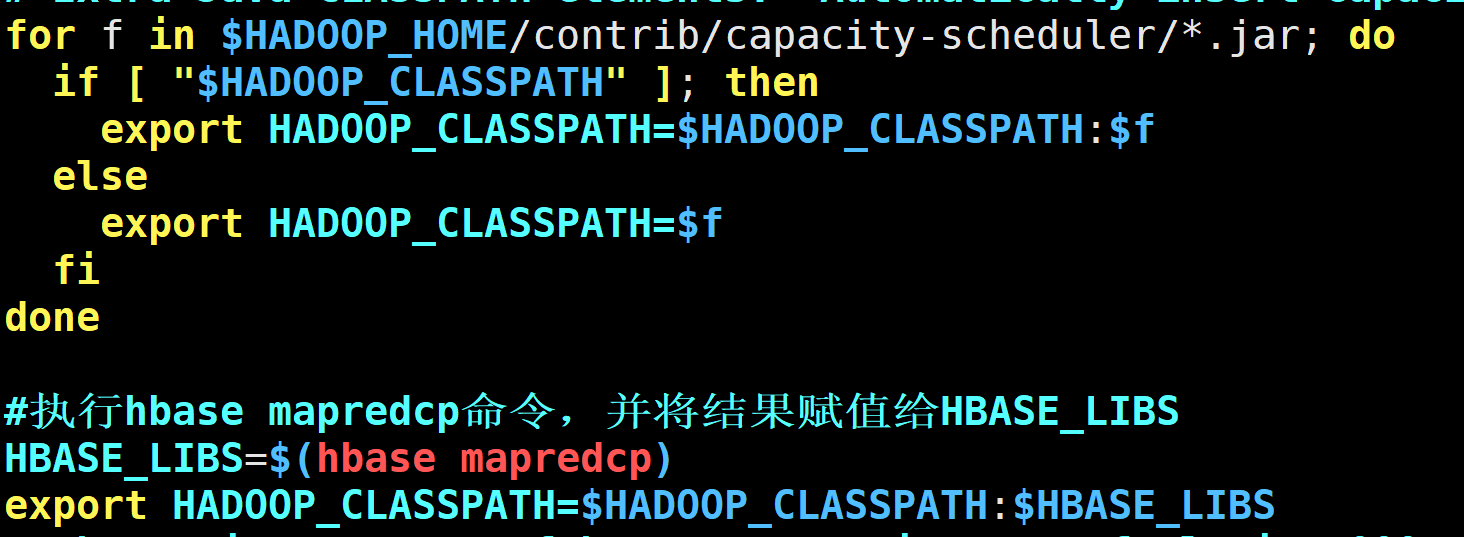 for f in $HADOOP_HOME/contrib/capacity-scheduler/*.jar; do
  if [ "$HADOOP_CLASSPATH" ]; then
    export HADOOP_CLASSPATH=$HADOOP_CLASSPATH:$f
  else
    export HADOOP_CLASSPATH=$f
  fi
done
#执行hbase mapredcp命令，并将结果赋值给HBASE_LIBS
HBASE_LIBS=$(hbase mapredcp)
export HADOOP_CLASSPATH=$HADOOP_CLASSPATH:$HBASE_LIBS